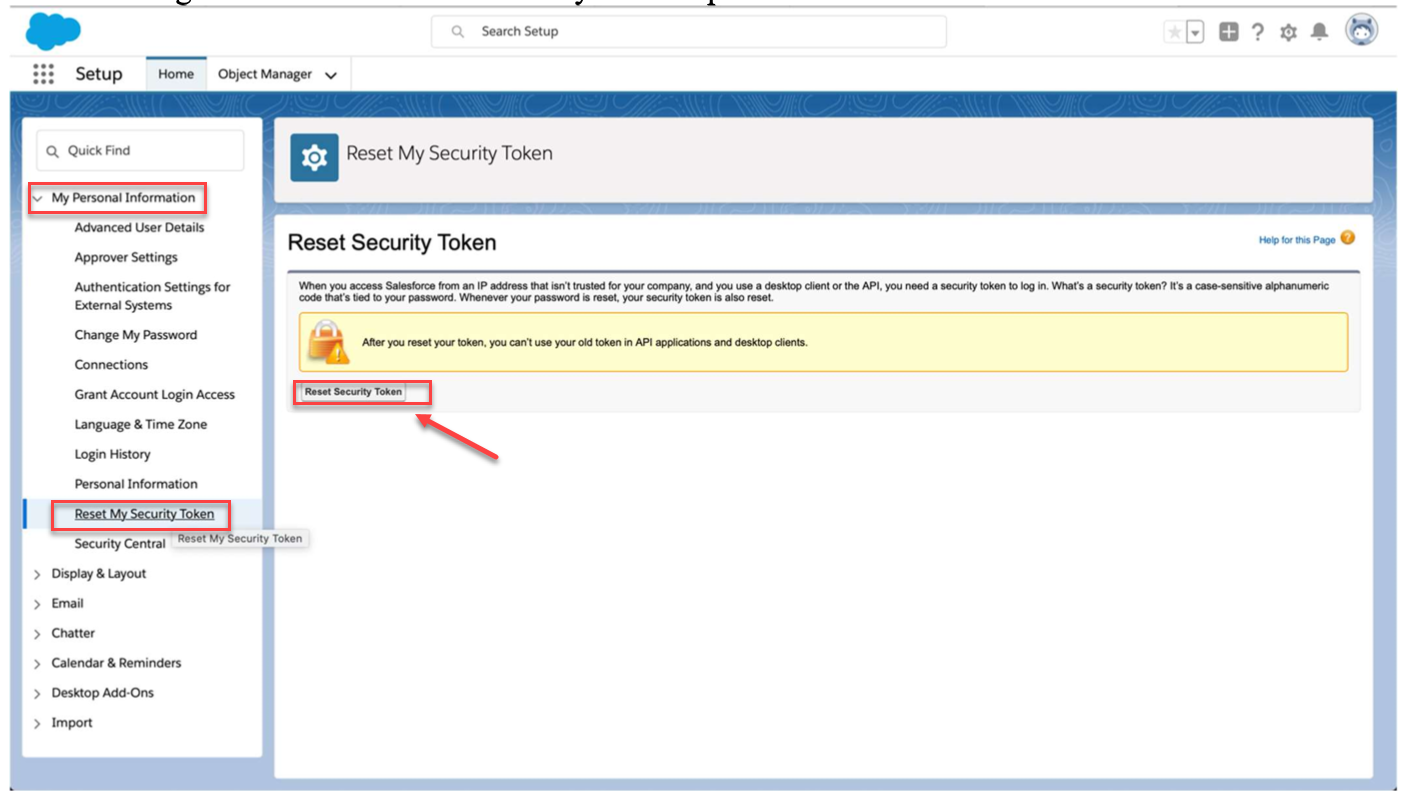 Search Setup
Setup
Home
Object Manager
Quick Find
My Personal Information
Advanced User Details
Approver Settings
Authentication Settings for
External Systems
Change My Password
Connections
Grant Account Login Access
Language & Time Zone
Login History
Personal Information
Reset My Security Token
Security Central
Reset My Security Token
Display & Layout
Email
Chatter
Calendar & Reminders
Desktop Add-Ons
Import
Reset My Security Token
Reset Security Token
Help for this Page
When you access Salesforce from an IP address that isn't trusted for your company, and you use a desktop client or the API, you need a security token to log in. What's a security token? It's a case-sensitive alphanumeric
code that's tied to your password. Whenever your password is reset, your security token is also reset.
After you reset your token, you can't use your old token in API applications and desktop clients.
Reset Security Token